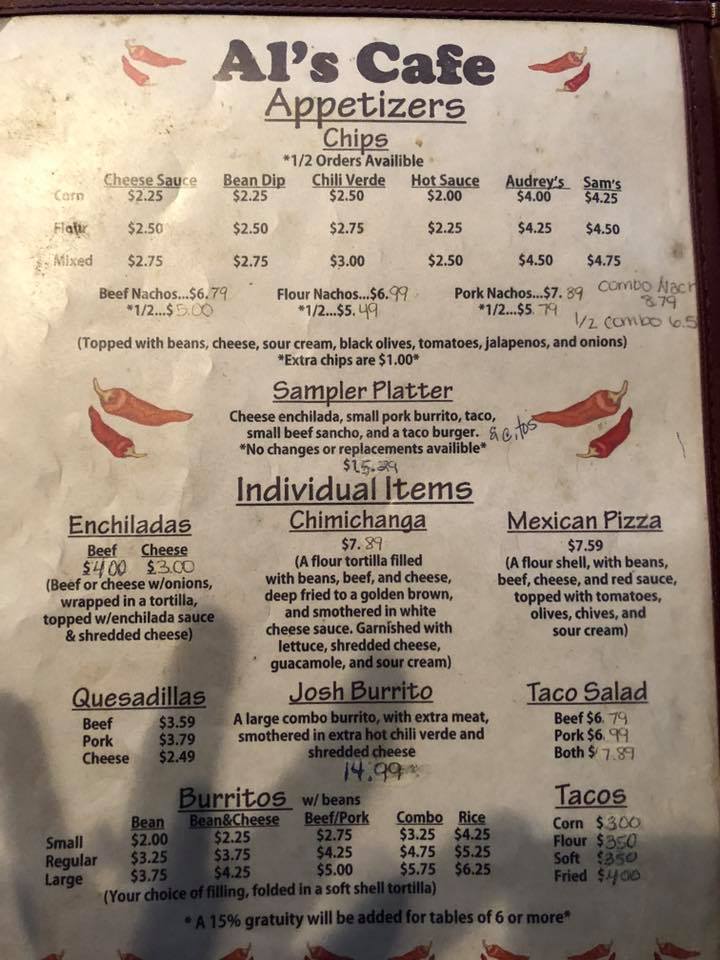 Al's Cafe
Appetizers
Chips
*1/2 Orders Availible
Cheese Sauce Bean Dip Chili Verde Hot Sauce Audrey's Sam's
Corn $2.25 $2.25 $2.50 $2.00 $4.00 $4.25
Flour $2.50 $2.50 $2.75 $2.25 $4.25 $4.50
Mixed $2.75 $2.75 $3.00 $2.50 $4.50 $4.75
Beef Nachos...$6.79 Flour Nachos...$6.99 Pork Nachos...$7.89 Combo Nach
*1/2...$5.00 *1/2...$5.49 *1/2...$5.79 8.79
1/2 combo 6.5
(Topped with beans, cheese, sour cream, black olives, tomatoes, jalapenos, and onions)
*Extra chips are $1.00*
Sampler Platter
Cheese enchilada, small pork burrito, taco,
small beef sancho, and a taco burger.
*No changes or replacements availible*
Individual Items
Enchiladas Chimichanga Mexican Pizza
Beef Cheese $7.89 $7.59
$4.00 $3.00
(Beef or cheese w/onions,
wrapped in a tortilla,
topped w/enchilada sauce
& shredded cheese)
(A flour tortilla filled
with beans, beef, and cheese,
deep fried to a golden brown,
and smothered in white
cheese sauce. Garnished with
lettuce, shredded cheese,
guacamole, and sour cream)
(A flour shell, with beans,
beef, cheese, and red sauce,
topped with tomatoes,
olives, chives, and
sour cream)
Quesadillas
Beef $3.59
Pork $3.79
Cheese $2.49
Josh Burrito
A large combo burrito, with extra meat,
smothered in extra hot chili verde and
shredded cheese
14.99
Taco Salad
Beef $6.79
Pork $6.99
Both $7.89
Burritos w/ beans
Bean Bean&Cheese Beef/Pork Combo Rice
Small $2.00 $2.25 $2.75 $3.25 $4.25
Regular $3.25 $3.75 $4.25 $4.75 $5.25
Large $3.75 $4.25 $5.00 $5.75 $6.25
(Your choice of filling, folded in a soft shell tortilla)
Tacos
Corn $300
Flour $350
Soft $350
Fried $400
* A 15% gratuity will be added for tables of 6 or more*